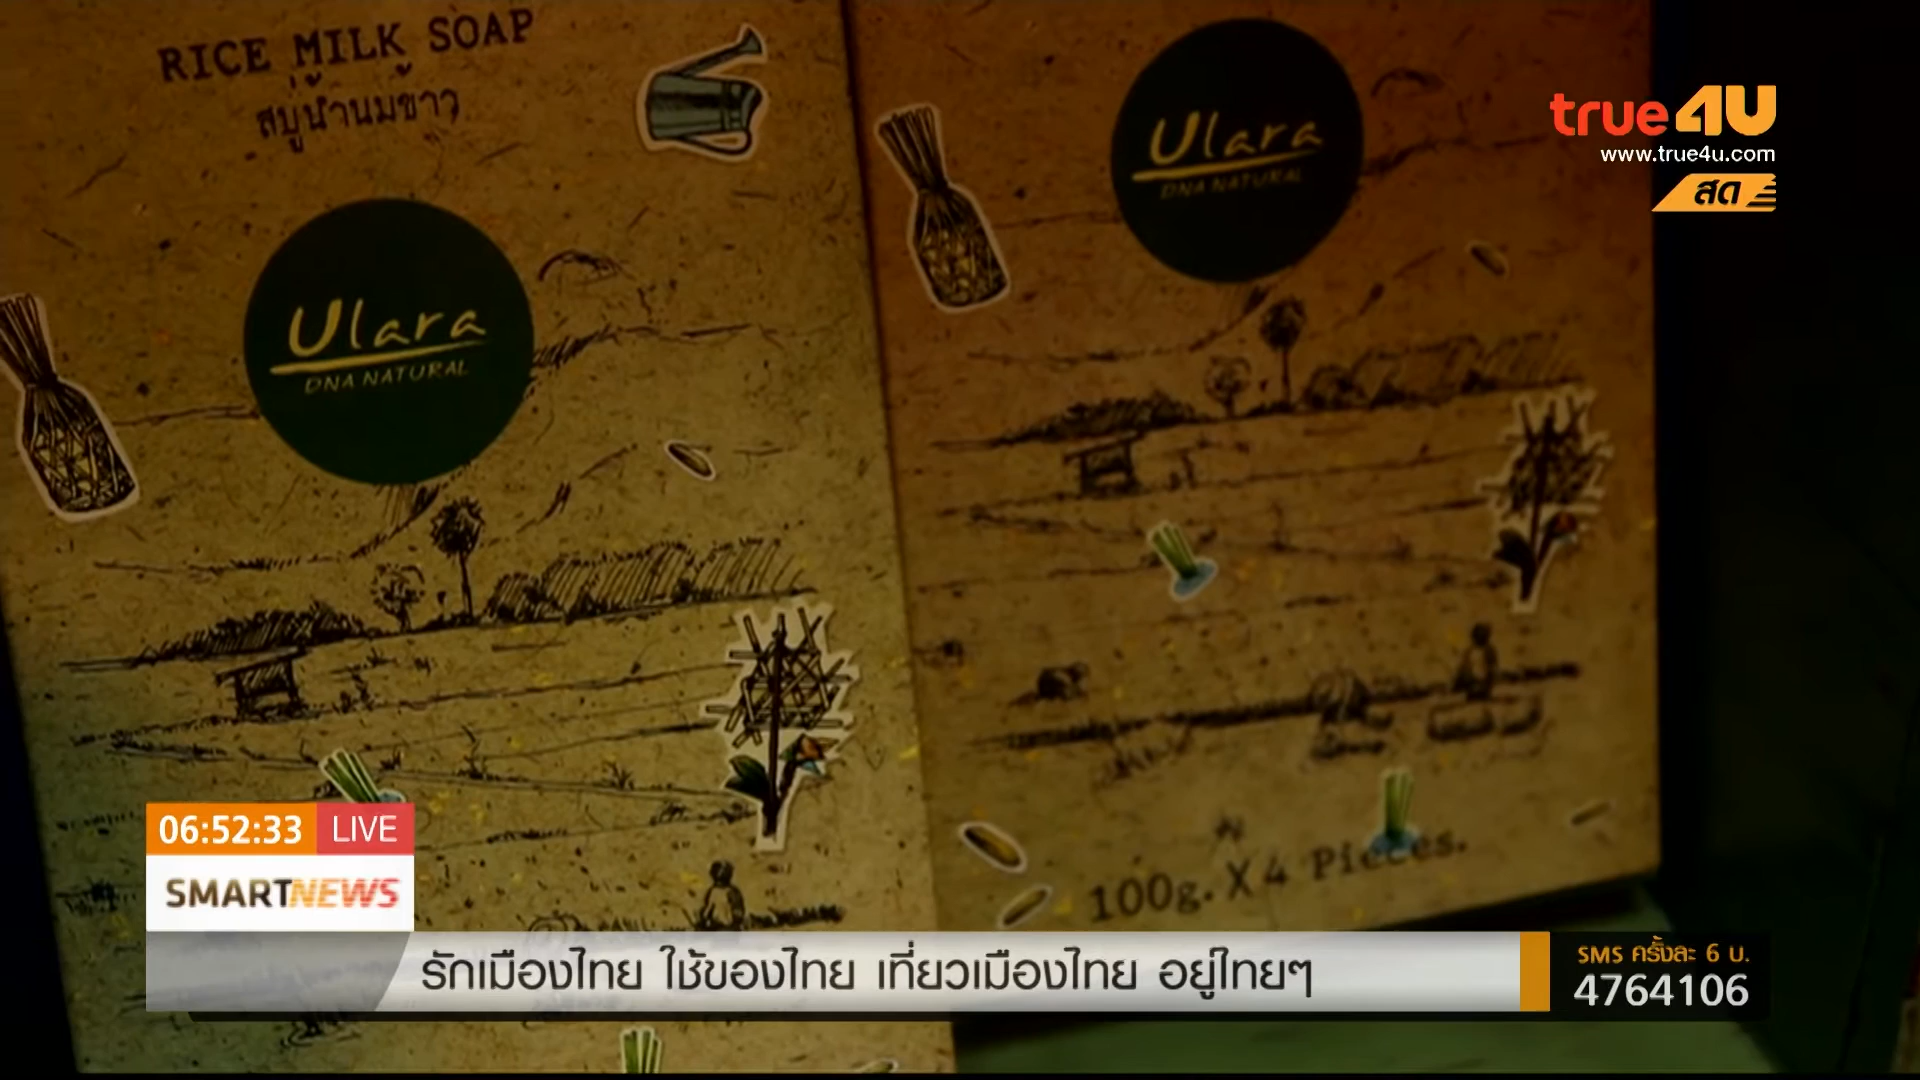 RICE MILK SOAP
สบู่น้ำนมข้าว
Ulara
DNA NATURAL
Ulara
DNA NATURAL
100g. X 4 Pieces.
true4U
www.true4u.com
สด
06:52:33 LIVE
SMARTNEWS
รักเมืองไทย ใช้ของไทย เที่ยวเมืองไทย อยู่ไทยๆ
SMS ครั้งละ 6 บ.
4764106